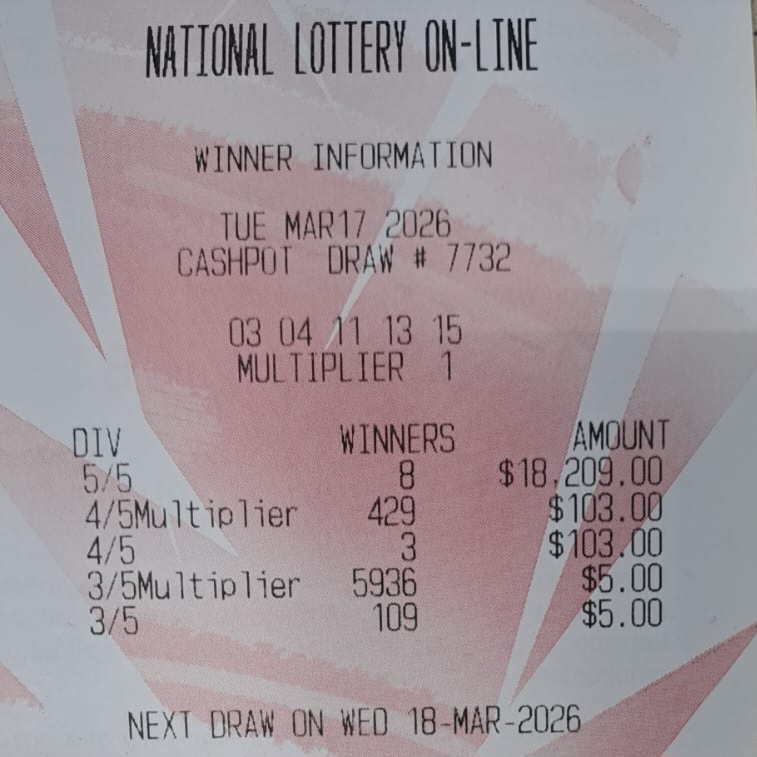 NATIONAL LOTTERY ON-LINE
WINNER INFORMATION
TUE MAR17 2026
CASHPOT DRAW # 7732
03 04 11 13 15
MULTIPLIER 1
DIV WINNERS AMOUNT
5/5 8 $18,209.00
4/5Multiplier 429 $103.00
4/5 3 $103.00
3/5Multiplier 5936 $5.00
3/5 109 $5.00
NEXT DRAW ON WED 18-MAR-2026